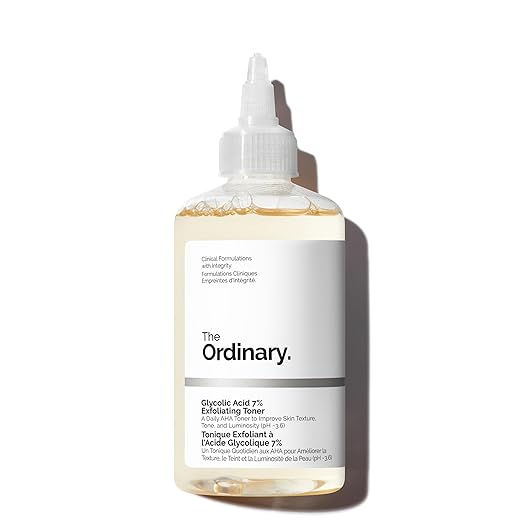 Clinical Formulations
with Integrity.
Formulations Cliniques
Empreintes d'Intégrité.
The
Ordinary.
Glycolic Acid 7%
Exfoliating Toner
A Daily AHA Toner to Improve Skin Texture,
Tone, and Luminosity (pH ~3.6)
Tonique Exfoliant à
l'Acide Glycolique 7%
Un Tonique Quotidien aux AHA pour Améliorer la
Texture, le Teint et la Luminosité de la Peau (pH ~3,6)